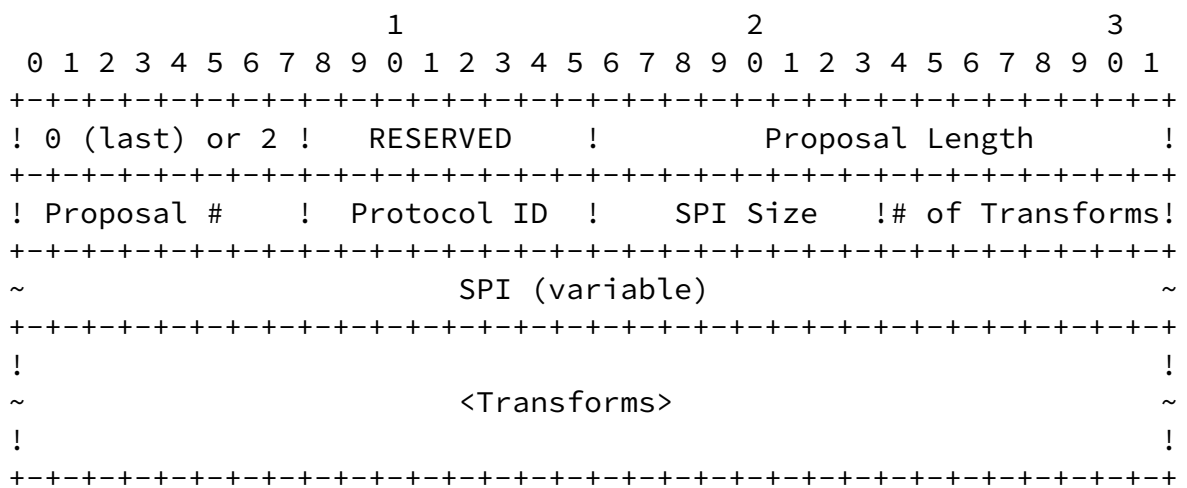 1                   2                   3
 0 1 2 3 4 5 6 7 8 9 0 1 2 3 4 5 6 7 8 9 0 1 2 3 4 5 6 7 8 9 0 1
+-+-+-+-+-+-+-+-+-+-+-+-+-+-+-+-+-+-+-+-+-+-+-+-+-+-+-+-+-+-+-+-+
! 0 (last) or 2 !   RESERVED    !         Proposal Length       !
+-+-+-+-+-+-+-+-+-+-+-+-+-+-+-+-+-+-+-+-+-+-+-+-+-+-+-+-+-+-+-+-+
! Proposal #    !  Protocol ID  !    SPI Size   !# of Transforms!
+-+-+-+-+-+-+-+-+-+-+-+-+-+-+-+-+-+-+-+-+-+-+-+-+-+-+-+-+-+-+-+-+
~                        SPI (variable)                         ~
+-+-+-+-+-+-+-+-+-+-+-+-+-+-+-+-+-+-+-+-+-+-+-+-+-+-+-+-+-+-+-+-+
!                                                               !
~                        <Transforms>                           ~
!                                                               !
+-+-+-+-+-+-+-+-+-+-+-+-+-+-+-+-+-+-+-+-+-+-+-+-+-+-+-+-+-+-+-+-+